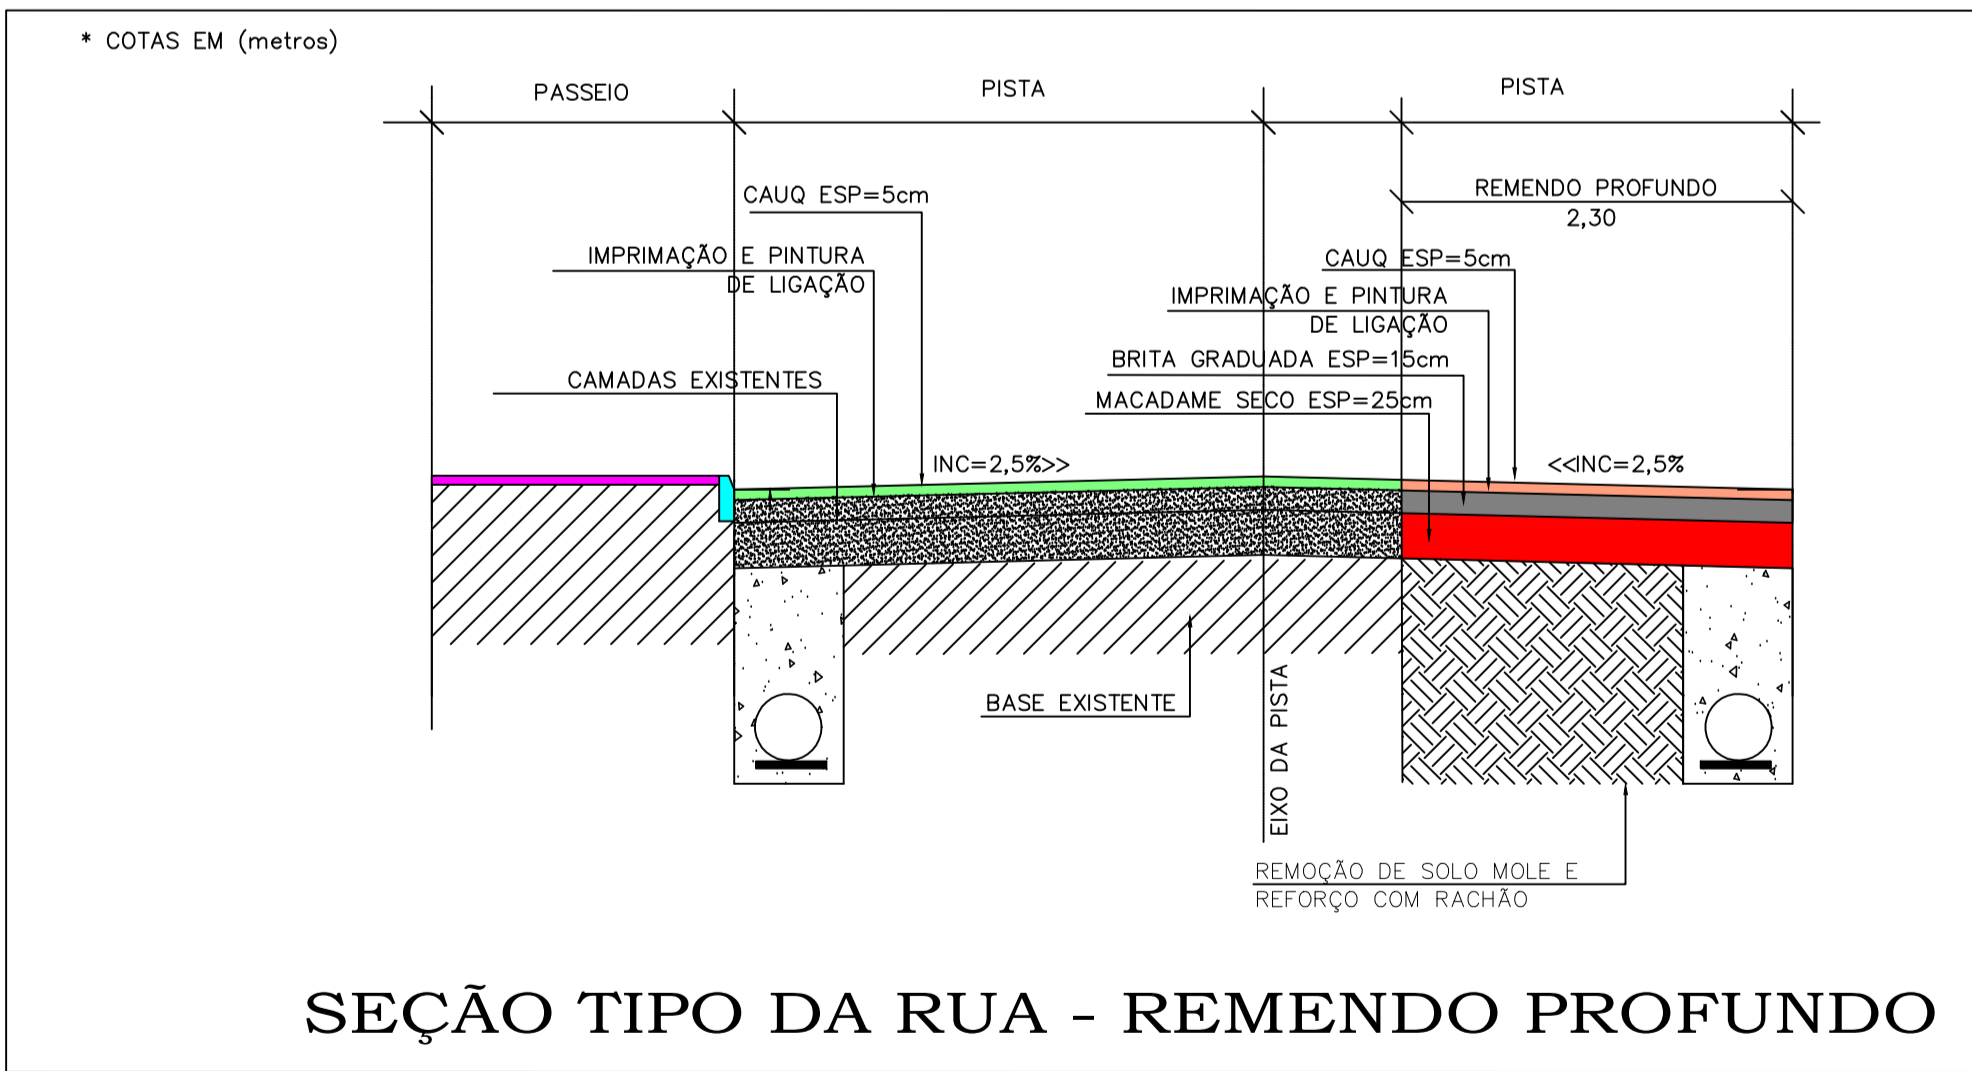 * COTAS EM (metros)
PASSEIO
PISTA
PISTA
REMENDO PROFUNDO
2,30
CAUQ ESP=5cm
IMPRIMAÇÃO E PINTURA
DE LIGAÇÃO
CAMADAS EXISTENTES
CAUQ ESP=5cm
IMPRIMAÇÃO E PINTURA
DE LIGAÇÃO
BRITA GRADUADA ESP=15cm
MACADAME SECO ESP=25cm
INC=2,5%>>
<<INC=2,5%
BASE EXISTENTE
EIXO DA PISTA
REMOÇÃO DE SOLO MOLE E
REFORÇO COM RACHÃO
SEÇÃO TIPO DA RUA - REMENDO PROFUNDO